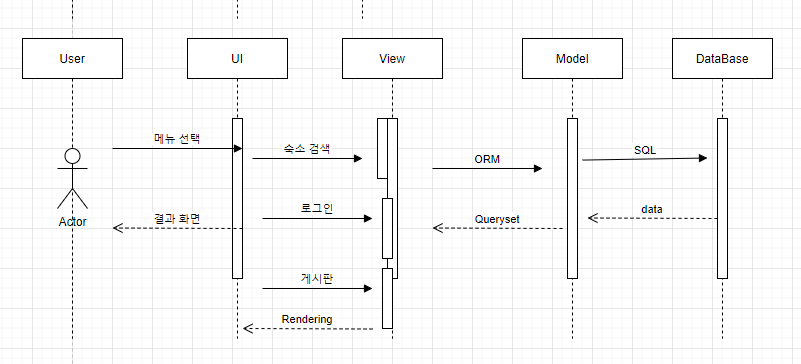 User
UI
View
Model
DataBase
메뉴 선택
숙소 검색
ORM
SQL
Actor
결과 화면
로그인
Queryset
data
게시판
Rendering